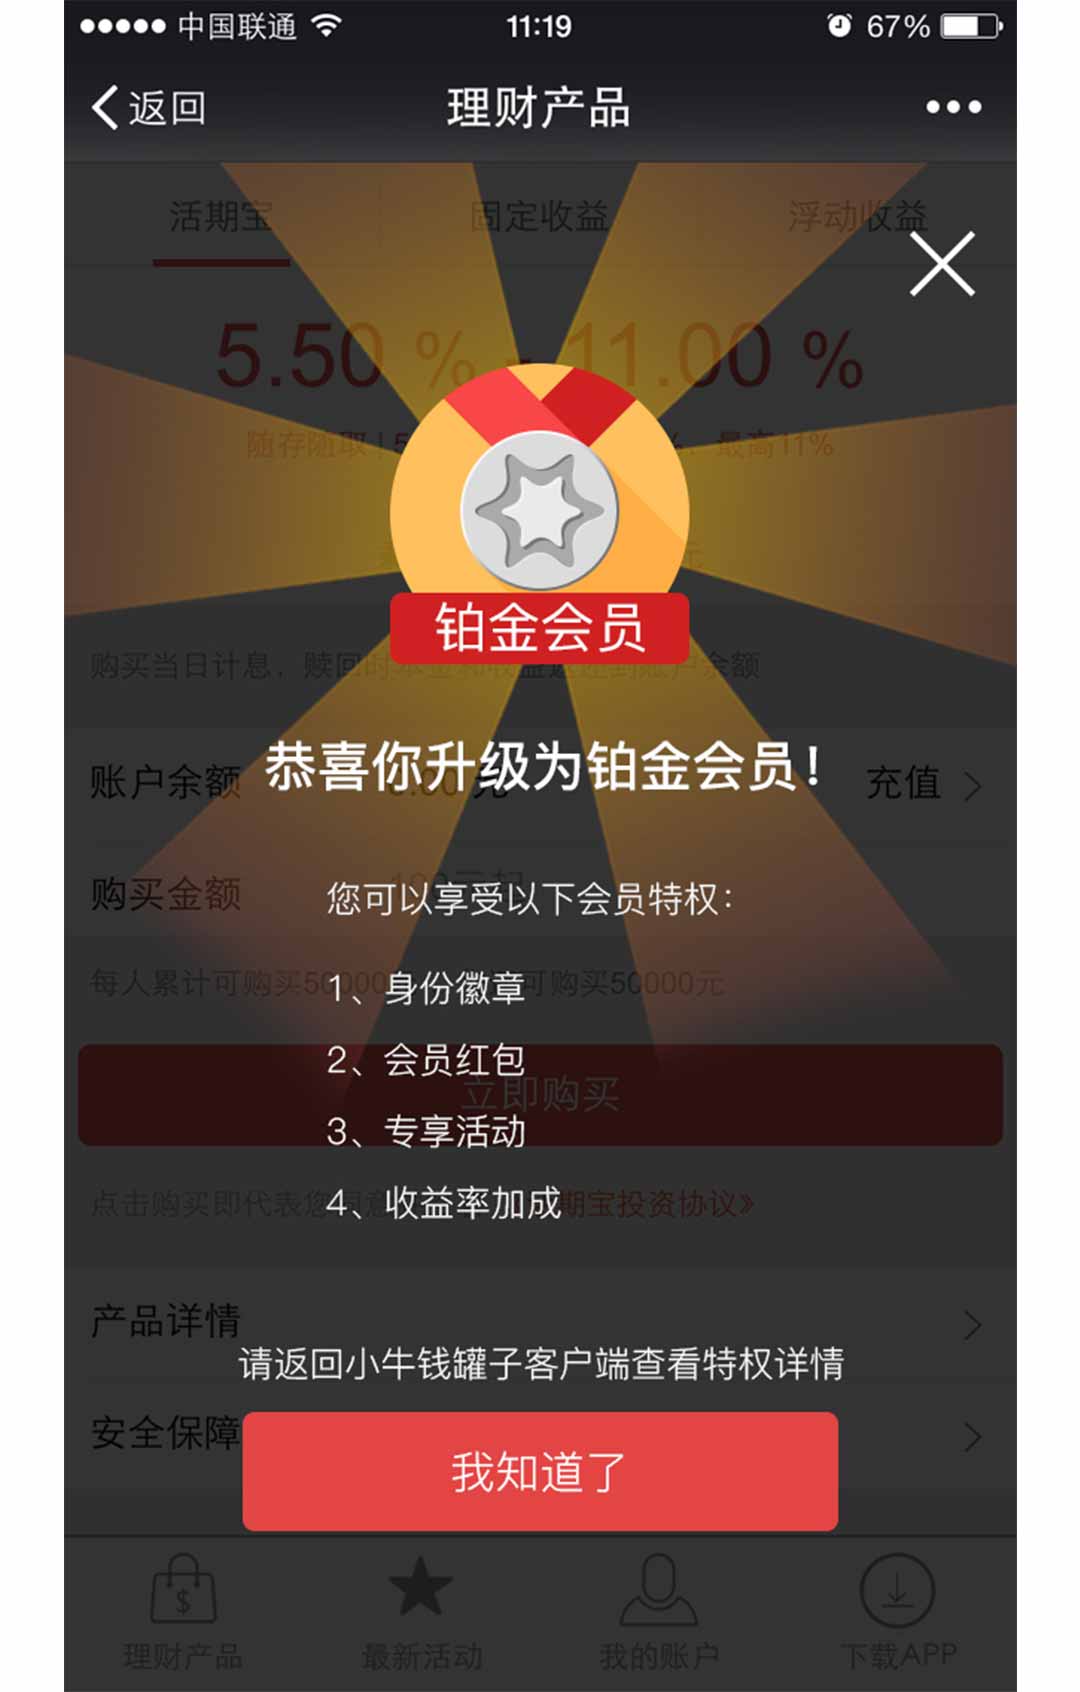 中国联通
11:19
67%
返回
理财产品
活期宝
固定收益
浮动收益
5.50 % - 11.00 %
随存随取
最高11%
铂金会员
购买当日计息，赎回时
到账户余额
恭喜你升级为铂金会员！
账户余额
充值
购买金额
您可以享受以下会员特权：
每人累计可购买50000
可购买50000元
1、身份徽章
2、会员红包
立即购买
3、专享活动
点击购买即代表您同意
期宝投资协议》
4、收益率加成
产品详情
请返回小牛钱罐子客户端查看特权详情
安全保障
我知道了
理财产品
最新活动
我的账户
下载APP